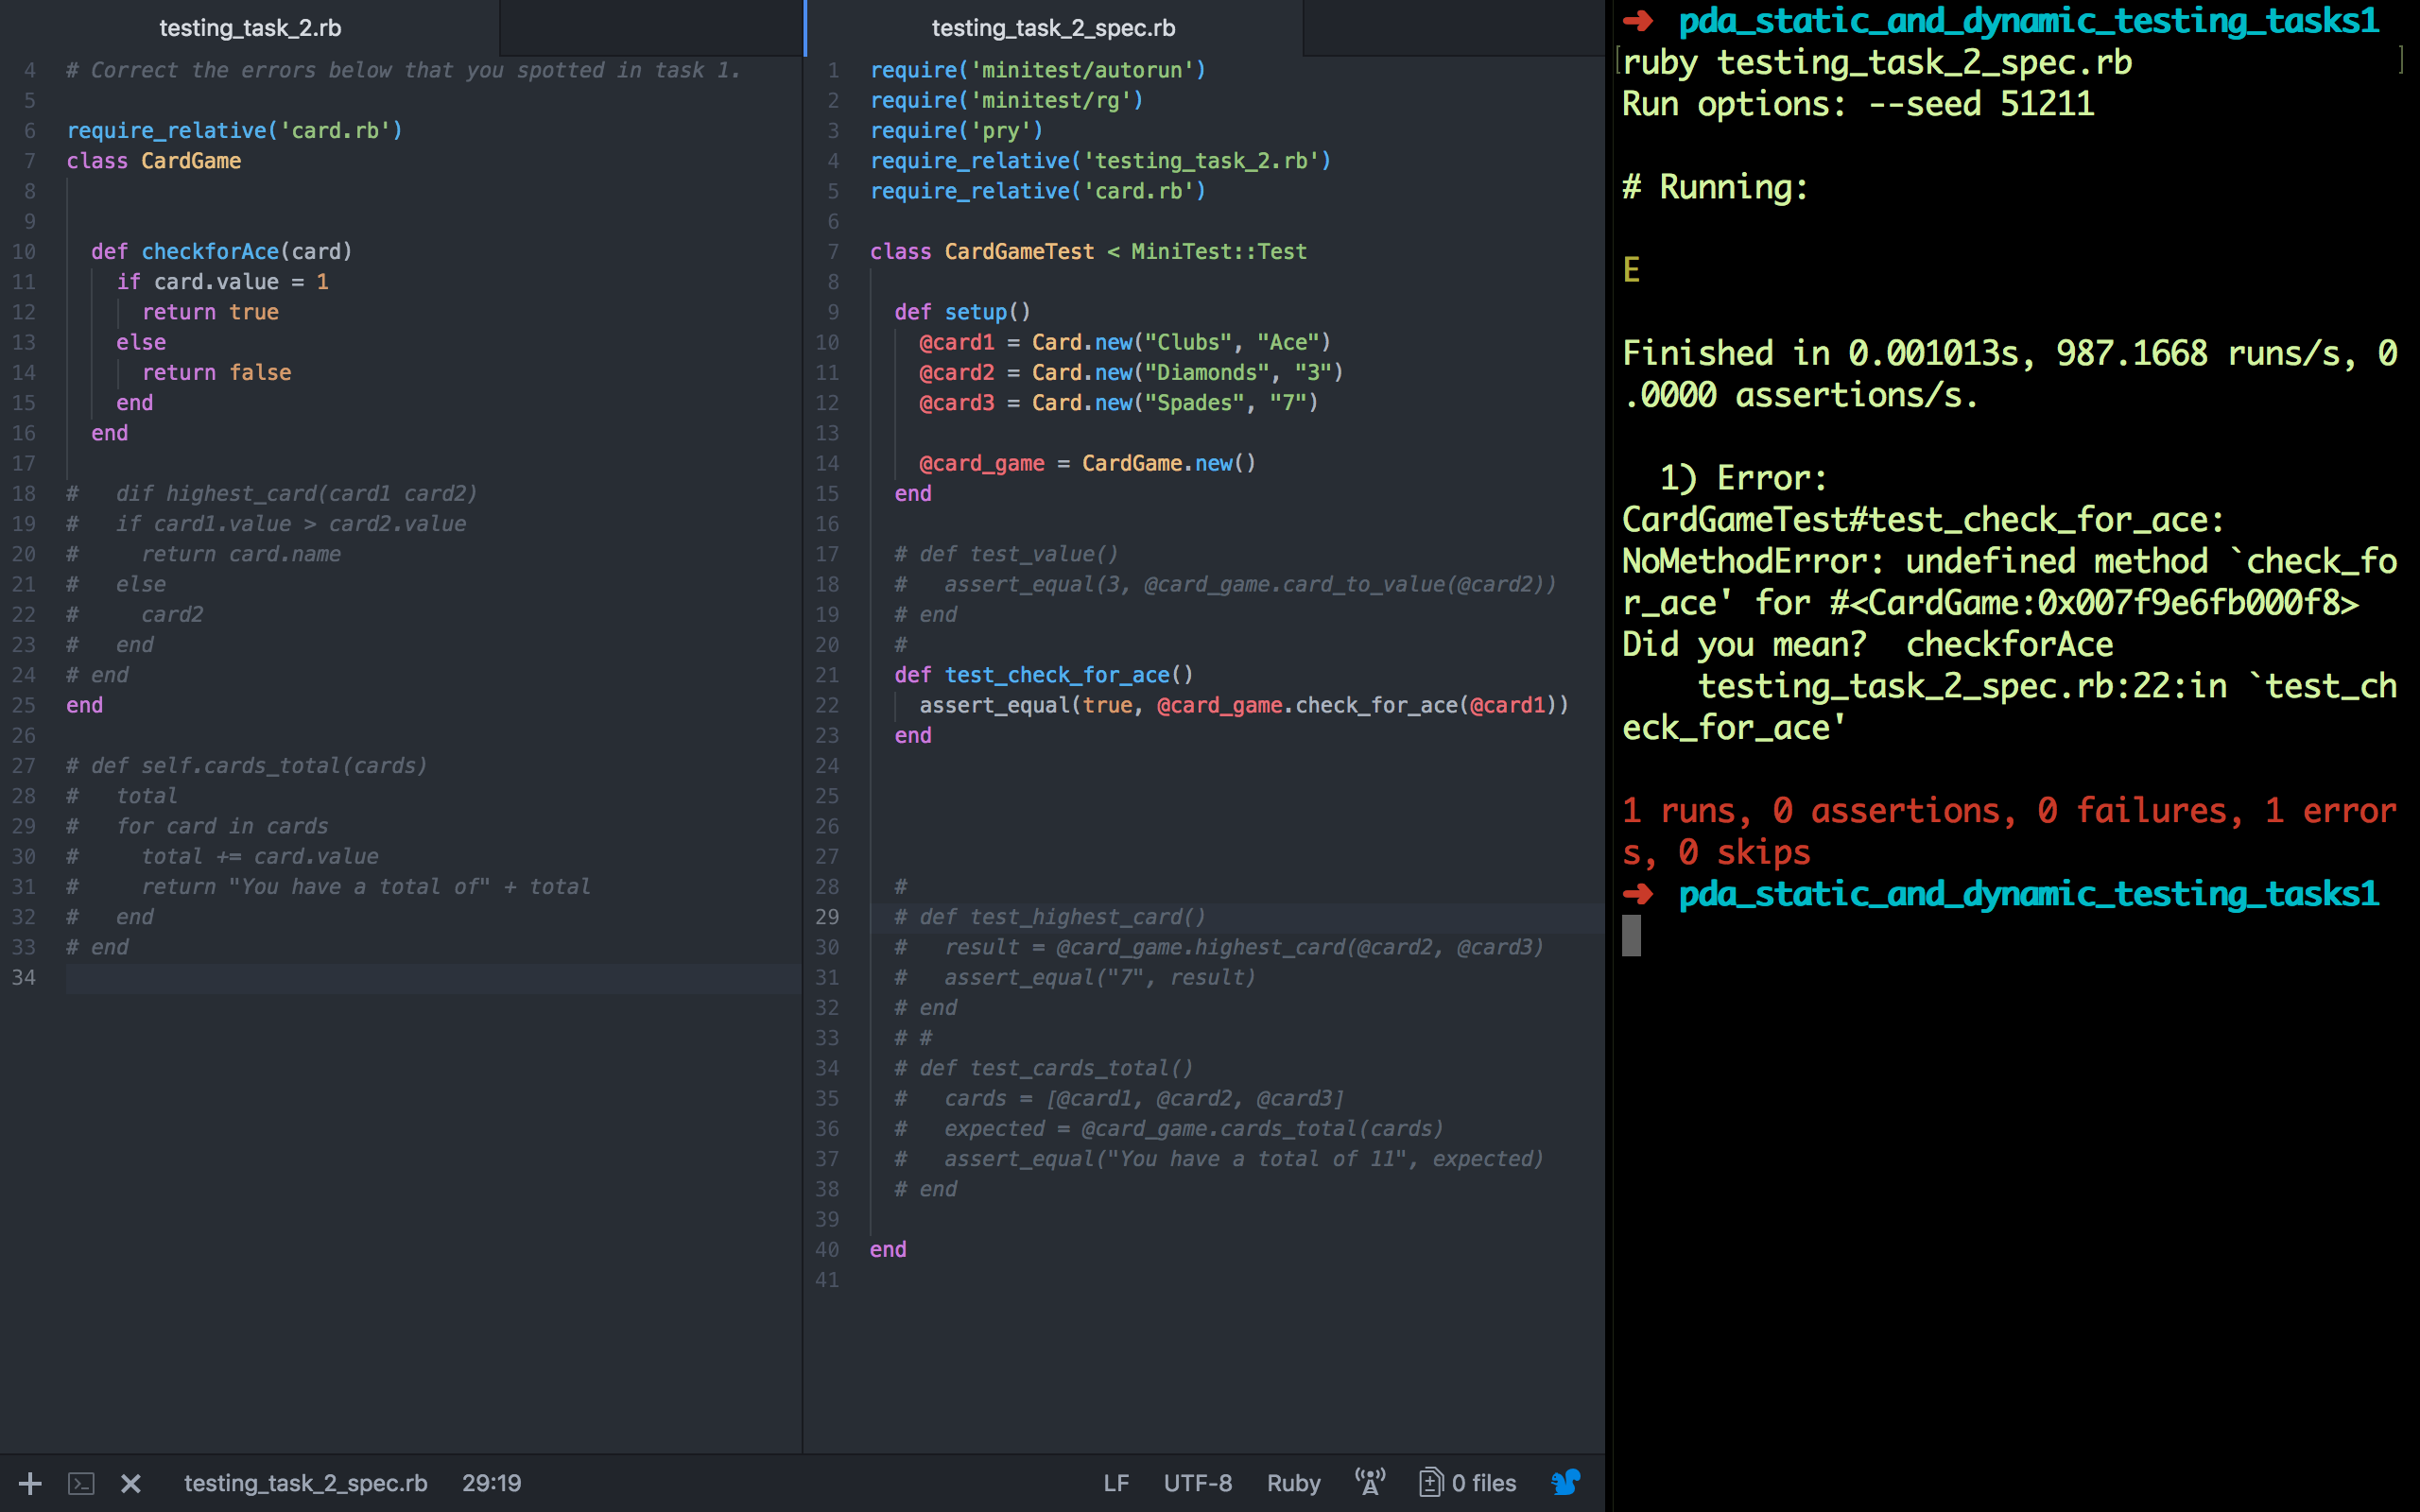 testing_task_2.rb
4 # Correct the errors below that you spotted in task 1.
5
6 require_relative('card.rb')
7 class CardGame
8
9
10 def checkforAce(card)
11 if card.value = 1
12 return true
13 else
14 return false
15 end
16 end
17
18 # dif highest_card(card1 card2)
19 # if card1.value > card2.value
20 # return card.name
21 # else
22 # card2
23 # end
24 # end
25 end
26
27 # def self.cards_total(cards)
28 # total
29 # for card in cards
30 # total += card.value
31 # return "You have a total of" + total
32 # end
33 # end
34
testing_task_2_spec.rb
1 require('minitest/autorun')
2 require('minitest/rg')
3 require('pry')
4 require_relative('testing_task_2.rb')
5 require_relative('card.rb')
6
7 class CardGameTest < MiniTest::Test
8
9 def setup()
10 @card1 = Card.new("Clubs", "Ace")
11 @card2 = Card.new("Diamonds", "3")
12 @card3 = Card.new("Spades", "7")
13
14 @card_game = CardGame.new()
15 end
16
17 # def test_value()
18 # assert_equal(3, @card_game.card_to_value(@card2))
19 # end
20 #
21 def test_check_for_ace()
22 assert_equal(true, @card_game.check_for_ace(@card1))
23 end
24
25
26
27
28 #
29 # def test_highest_card()
30 # result = @card_game.highest_card(@card2, @card3)
31 # assert_equal("7", result)
32 # end
33 # #
34 # def test_cards_total()
35 # cards = [@card1, @card2, @card3]
36 # expected = @card_game.cards_total(cards)
37 # assert_equal("You have a total of 11", expected)
38 # end
39
40 end
41
➜ pda_static_and_dynamic_testing_tasks1
[ruby testing_task_2_spec.rb ]
Run options: --seed 51211
# Running:
E
Finished in 0.001013s, 987.1668 runs/s, 0
.0000 assertions/s.
1) Error:
CardGameTest#test_check_for_ace:
NoMethodError: undefined method `check_fo
r_ace' for #<CardGame:0x007f9e6fb000f8>
Did you mean?  checkforAce
testing_task_2_spec.rb:22:in `test_ch
eck_for_ace'
1 runs, 0 assertions, 0 failures, 1 error
s, 0 skips
➜ pda_static_and_dynamic_testing_tasks1
testing_task_2_spec.rb 29:19 LF UTF-8 Ruby 0 files